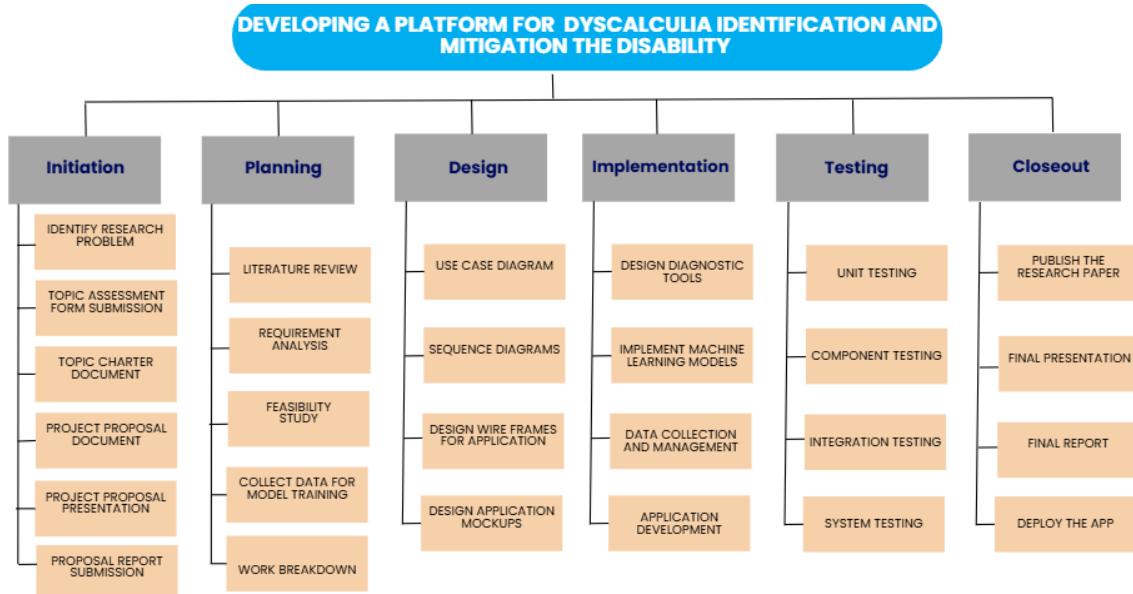 DEVELOPING A PLATFORM FOR DYSCALCULIA IDENTIFICATION AND
MITIGATION THE DISABILITY
Initiation
IDENTIFY RESEARCH
PROBLEM
TOPIC ASSESSMENT
FORM SUBMISSION
TOPIC CHARTER
DOCUMENT
PROJECT PROPOSAL
DOCUMENT
PROJECT PROPOSAL
PRESENTATION
PROPOSAL REPORT
SUBMISSION
Planning
LITERATURE REVIEW
REQUIREMENT
ANALYSIS
FEASIBILITY
STUDY
COLLECT DATA FOR
MODEL TRAINING
WORK BREAKDOWN
Design
USE CASE DIAGRAM
SEQUENCE DIAGRAMS
DESIGN WIRE FRAMES
FOR APPLICATION
DESIGN APPLICATION
MOCKUPS
Implementation
DESIGN DIAGNOSTIC
TOOLS
IMPLEMENT MACHINE
LEARNING MODELS
DATA COLLECTION
AND MANAGEMENT
APPLICATION
DEVELOPMENT
Testing
UNIT TESTING
COMPONENT TESTING
INTEGRATION TESTING
SYSTEM TESTING
Closeout
PUBLISH THE
RESEARCH PAPER
FINAL PRESENTATION
FINAL REPORT
DEPLOY THE APP